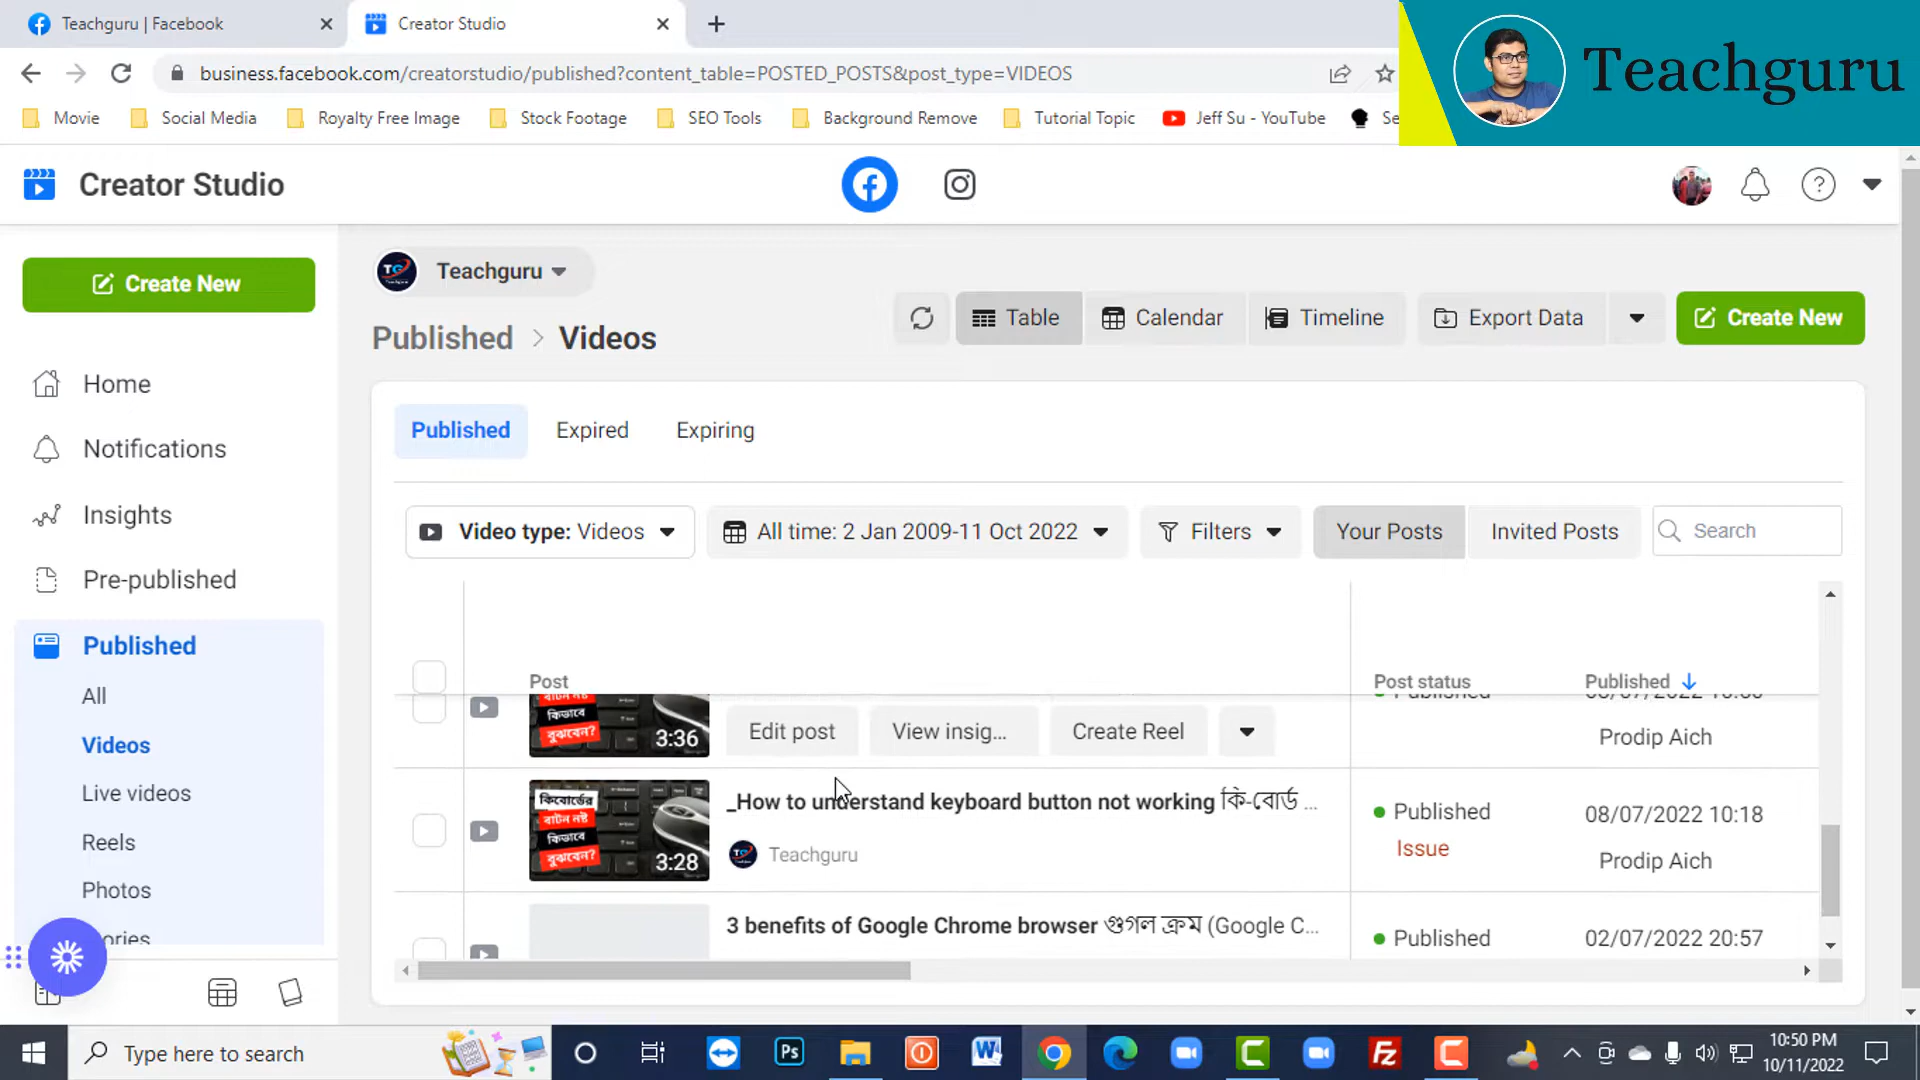 Teachguru | Facebook
Creator Studio
business.facebook.com/creatorstudio/published?content_table=POSTED_POSTS&post_type=VIDEOS
Teachguru
Movie
Social Media
Royalty Free Image
Stock Footage
SEO Tools
Background Remove
Tutorial Topic
Jeff Su - YouTube
Se
Creator Studio
Create New
Teachguru
Published > Videos
Table
Calendar
Timeline
Export Data
Create New
Home
Notifications
Insights
Pre-published
Published
All
Videos
Live videos
Reels
Photos
Published
Expired
Expiring
Video type: Videos
All time: 2 Jan 2009-11 Oct 2022
Filters
Your Posts
Invited Posts
Search
Post
Post status
Published
বাটন নষ্ট
কিভাবে
বুঝবেন?
3:36
Edit post
View insig...
Create Reel
Prodip Aich
কিবোর্ডের
বাটন নষ্ট
কিভাবে
বুঝবেন?
3:28
_How to understand keyboard button not working কি-বোর্ড ...
Teachguru
Published
Issue
08/07/2022 10:18
Prodip Aich
3 benefits of Google Chrome browser গুগল ক্রম (Google C...
Published
02/07/2022 20:57
Type here to search
10:50 PM
10/11/2022